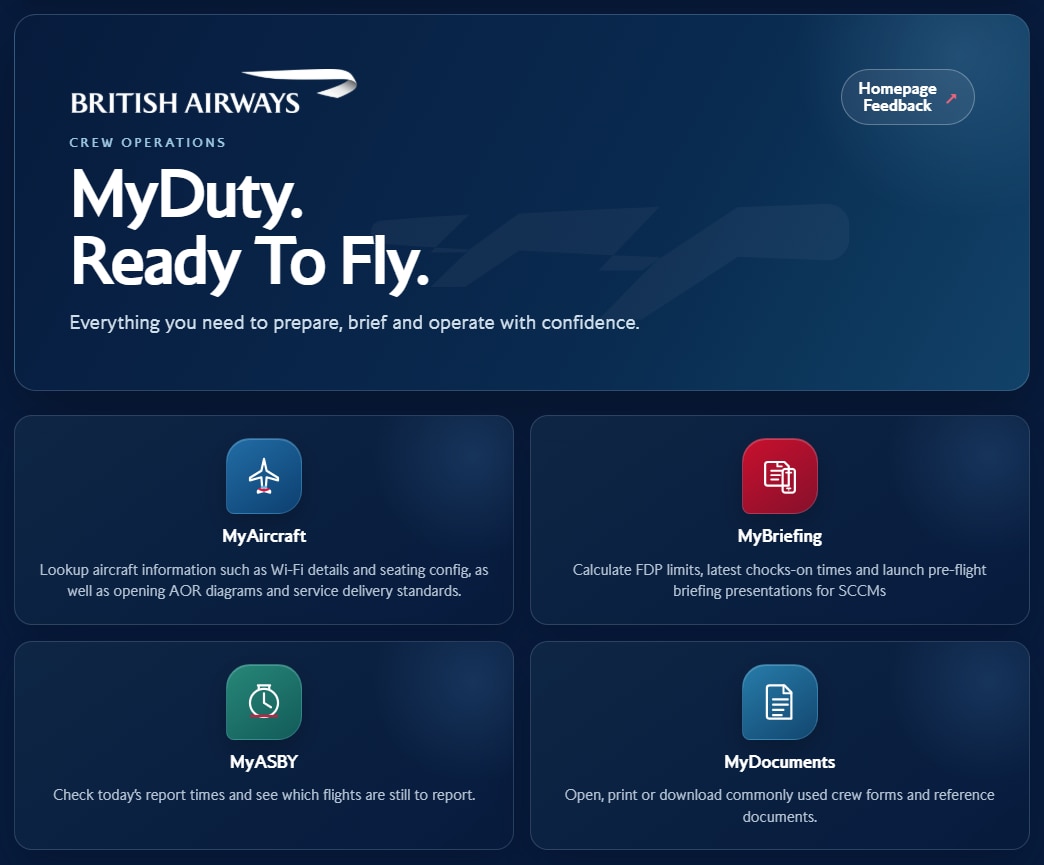 BRITISH AIRWAYS
Homepage
Feedback ↗
CREW OPERATIONS
MyDuty.
Ready To Fly.
Everything you need to prepare, brief and operate with confidence.
MyAircraft
Lookup aircraft information such as Wi-Fi details and seating config, as
well as opening AOR diagrams and service delivery standards.
MyBriefing
Calculate FDP limits, latest chocks-on times and launch pre-flight
briefing presentations for SCCMs
MyASBY
Check today's report times and see which flights are still to report.
MyDocuments
Open, print or download commonly used crew forms and reference
documents.